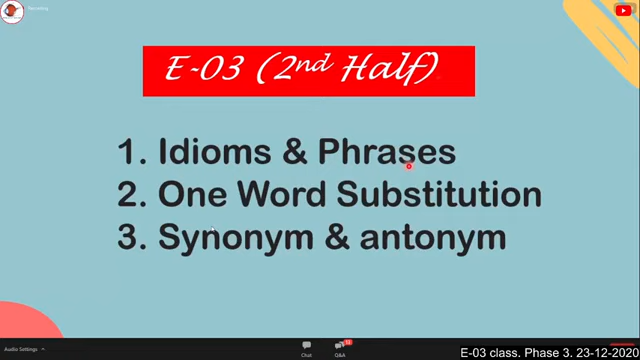 Recording
E-03 (2nd Half)
1. Idioms & Phrases
2. One Word Substitution
3. Synonym & antonym
Audio Settings
Chat
Q&A
E-03 class. Phase 3. 23-12-2020